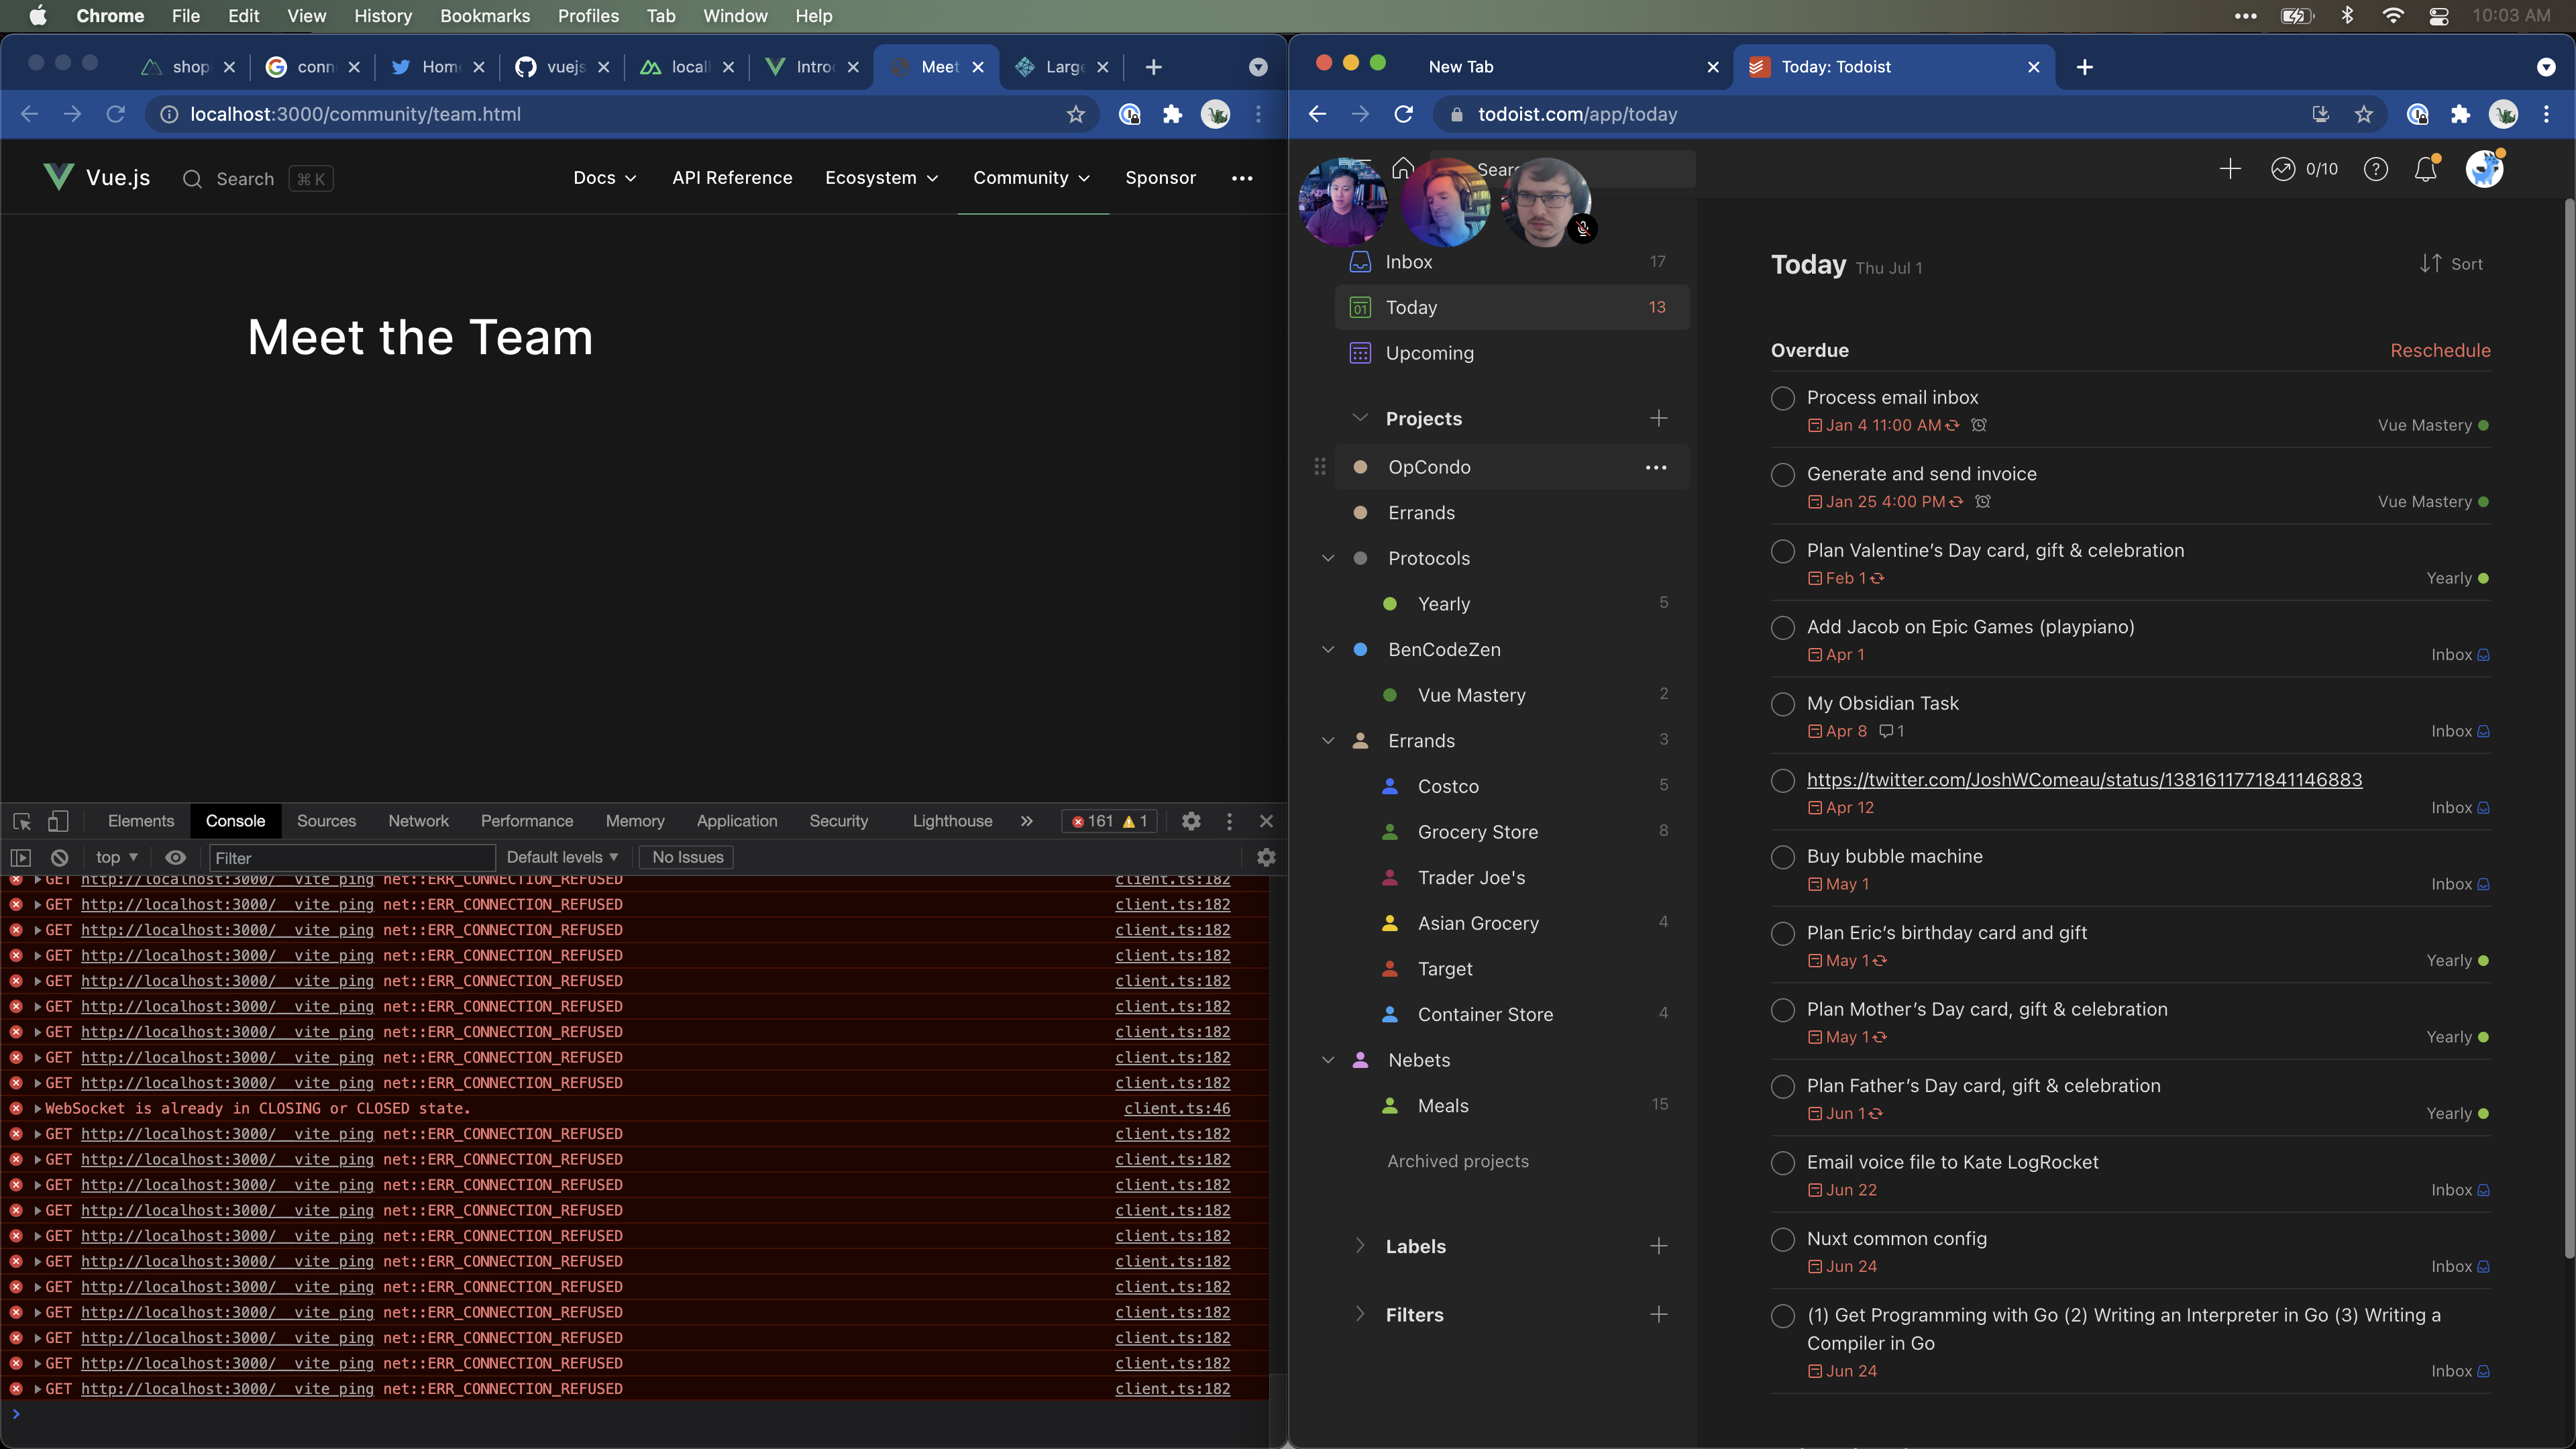 Chrome File Edit View History Bookmarks Profiles Tab Window Help
10:03 AM
shop conn Home vuejs locall Intro Meet Large
localhost:3000/community/team.html
Vue.js Search ⌘ K Docs API Reference Ecosystem Community Sponsor
Meet the Team
Elements Console Sources Network Performance Memory Application Security Lighthouse 161 1
top Filter Default levels No Issues
GET http://localhost:3000/__vite_ping net::ERR_CONNECTION_REFUSED client.ts:182
GET http://localhost:3000/__vite_ping net::ERR_CONNECTION_REFUSED client.ts:182
GET http://localhost:3000/__vite_ping net::ERR_CONNECTION_REFUSED client.ts:182
GET http://localhost:3000/__vite_ping net::ERR_CONNECTION_REFUSED client.ts:182
GET http://localhost:3000/__vite_ping net::ERR_CONNECTION_REFUSED client.ts:182
GET http://localhost:3000/__vite_ping net::ERR_CONNECTION_REFUSED client.ts:182
GET http://localhost:3000/__vite_ping net::ERR_CONNECTION_REFUSED client.ts:182
GET http://localhost:3000/__vite_ping net::ERR_CONNECTION_REFUSED client.ts:182
GET http://localhost:3000/__vite_ping net::ERR_CONNECTION_REFUSED client.ts:182
WebSocket is already in CLOSING or CLOSED state. client.ts:46
GET http://localhost:3000/__vite_ping net::ERR_CONNECTION_REFUSED client.ts:182
GET http://localhost:3000/__vite_ping net::ERR_CONNECTION_REFUSED client.ts:182
GET http://localhost:3000/__vite_ping net::ERR_CONNECTION_REFUSED client.ts:182
GET http://localhost:3000/__vite_ping net::ERR_CONNECTION_REFUSED client.ts:182
GET http://localhost:3000/__vite_ping net::ERR_CONNECTION_REFUSED client.ts:182
GET http://localhost:3000/__vite_ping net::ERR_CONNECTION_REFUSED client.ts:182
GET http://localhost:3000/__vite_ping net::ERR_CONNECTION_REFUSED client.ts:182
GET http://localhost:3000/__vite_ping net::ERR_CONNECTION_REFUSED client.ts:182
GET http://localhost:3000/__vite_ping net::ERR_CONNECTION_REFUSED client.ts:182
GET http://localhost:3000/__vite_ping net::ERR_CONNECTION_REFUSED client.ts:182
GET http://localhost:3000/__vite_ping net::ERR_CONNECTION_REFUSED client.ts:182
New Tab Today: Todoist
todoist.com/app/today
0/10
Inbox 17
Today 13
Upcoming
Projects
OpCondo
Errands
Protocols
Yearly 5
BenCodeZen
Vue Mastery 2
Errands 3
Costco 5
Grocery Store 8
Trader Joe's
Asian Grocery 4
Target
Container Store 4
Nebets
Meals 15
Archived projects
Labels
Filters
Today Thu Jul 1 Sort
Overdue Reschedule
Process email inbox
Jan 4 11:00 AM Vue Mastery
Generate and send invoice
Jan 25 4:00 PM Vue Mastery
Plan Valentine’s Day card, gift & celebration
Feb 1 Yearly
Add Jacob on Epic Games (playpiano)
Apr 1 Inbox
My Obsidian Task
Apr 8 1 Inbox
https://twitter.com/JoshWComeau/status/1381611771841146883
Apr 12 Inbox
Buy bubble machine
May 1 Inbox
Plan Eric’s birthday card and gift
May 1 Yearly
Plan Mother’s Day card, gift & celebration
May 1 Yearly
Plan Father’s Day card, gift & celebration
Jun 1 Yearly
Email voice file to Kate LogRocket
Jun 22 Inbox
Nuxt common config
Jun 24 Inbox
(1) Get Programming with Go (2) Writing an Interpreter in Go (3) Writing a
Compiler in Go
Jun 24 Inbox